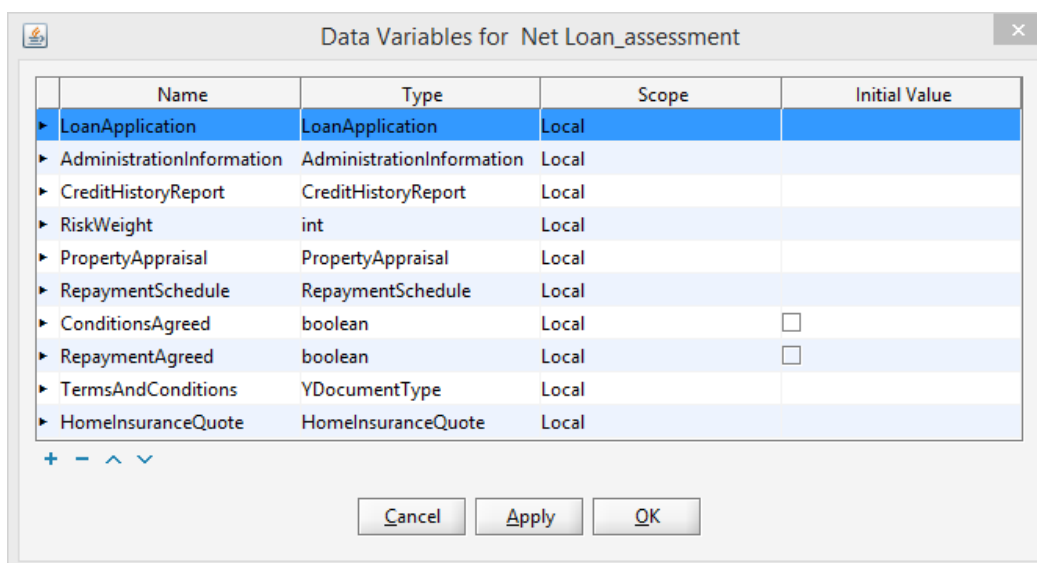 Data Variables for Net Loan_assessment
Name Type Scope Initial Value
LoanApplication LoanApplication Local
AdministrationInformation AdministrationInformation Local
CreditHistoryReport CreditHistoryReport Local
RiskWeight int Local
PropertyAppraisal PropertyAppraisal Local
RepaymentSchedule RepaymentSchedule Local
ConditionsAgreed boolean Local
RepaymentAgreed boolean Local
TermsAndConditions YDocumentType Local
HomeInsuranceQuote HomeInsuranceQuote Local
Cancel Apply OK